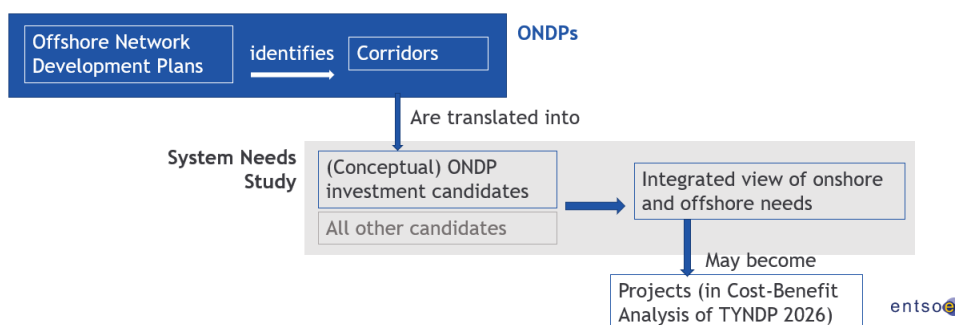 ONDPs
Offshore Network
Development Plans
identifies
Corridors
Are translated into
System Needs
Study
(Conceptual) ONDP
investment candidates
All other candidates
Integrated view of onshore
and offshore needs
May become
Projects (in Cost-Benefit
Analysis of TYNDP 2026)
entsoe